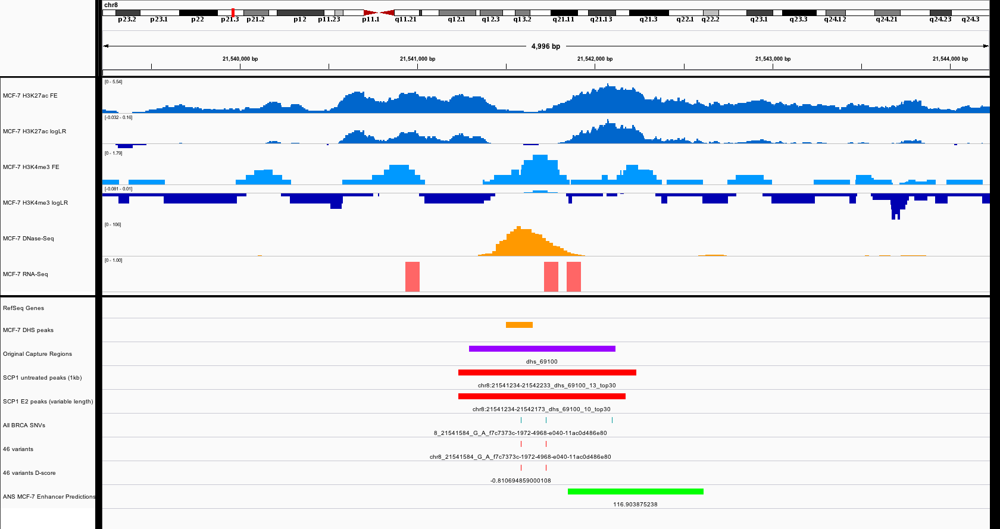 chr8
p23.2 p23.1 p22 p21.3 p21.2 p12 p11.23 p11.1 q11.21 q12.1 q12.3 q13.2 q21.11 q21.13 q21.3 q22.1 q22.2 q23.1 q23.3 q24.12 q24.21 q24.23 q24.3
4,996 bp
21,540,000 bp 21,541,000 bp 21,542,000 bp 21,543,000 bp 21,544,000 bp
[0 - 5.54]
MCF-7 H3K27ac FE
[-0.032 - 0.16]
MCF-7 H3K27ac logLR
[0 - 1.79]
MCF-7 H3K4me3 FE
[-0.081 - 0.01]
MCF-7 H3K4me3 logLR
[0 - 106]
MCF-7 DNase-Seq
[0 - 1.00]
MCF-7 RNA-Seq
RefSeq Genes
MCF-7 DHS peaks
Original Capture Regions
dhs_69100
SCP1 untreated peaks (1kb)
chr8:21541234-21542233_dhs_69100_13_top30
SCP1 E2 peaks (variable length)
chr8:21541234-21542173_dhs_69100_10_top30
All BRCA SNVs
8_21541584_G_A_f7c7373c-1972-4968-e040-11ac0d486e80
46 variants
chr8_21541584_G_A_f7c7373c-1972-4968-e040-11ac0d486e80
46 variants D-score
-0.810694859000108
ANS MCF-7 Enhancer Predictions
116.903875238